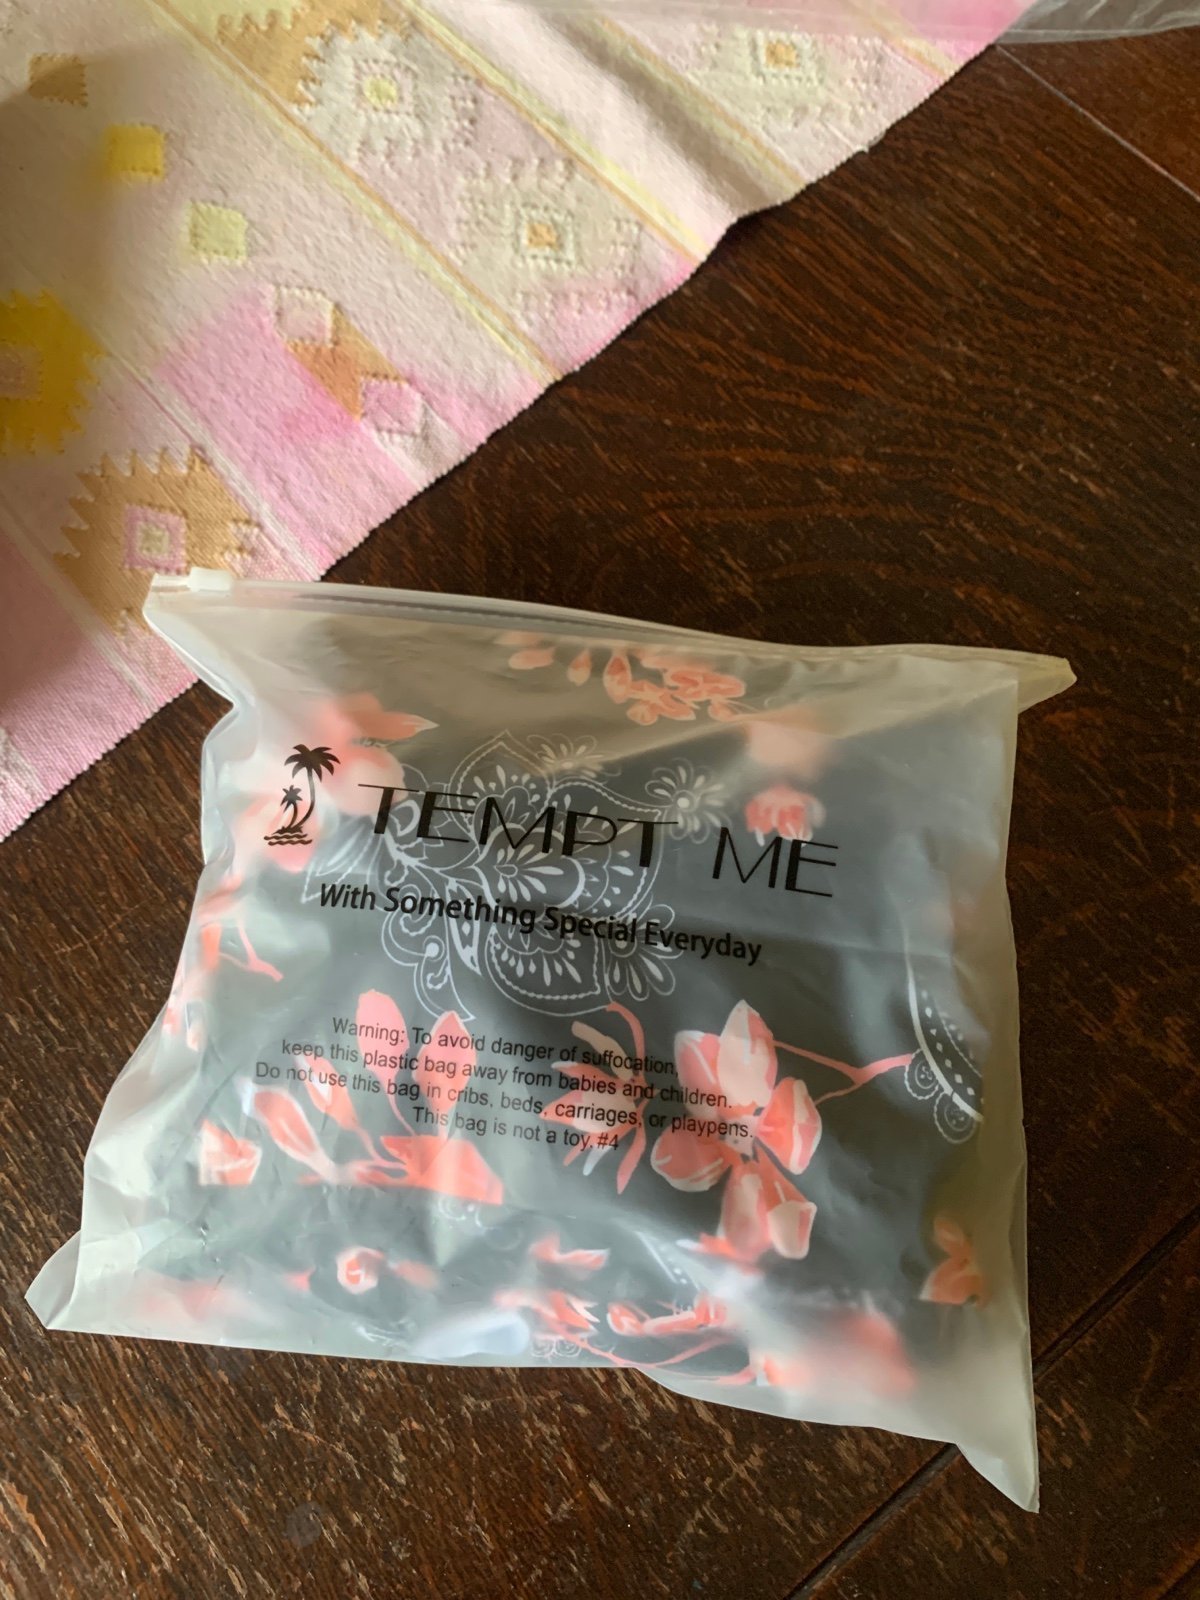 TEMPT ME
With Something Special Everyday
Warning: To avoid danger of suffocation,
keep this plastic bag away from babies and children.
Do not use this bag in cribs, beds, carriages, or playpens.
This bag is not a toy. #4